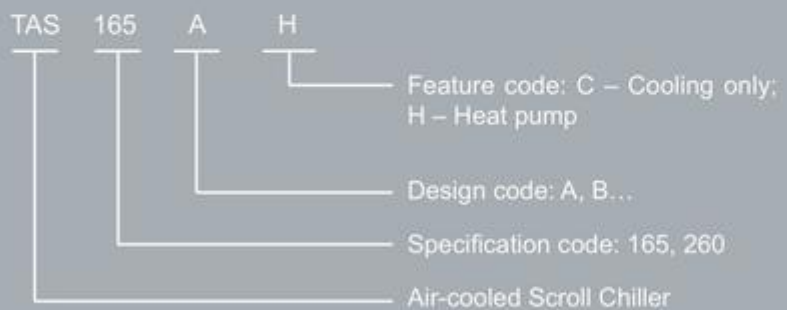 TAS 165 A H
Feature code: C – Cooling only;
H – Heat pump
Design code: A, B...
Specification code: 165, 260
Air-cooled Scroll Chiller